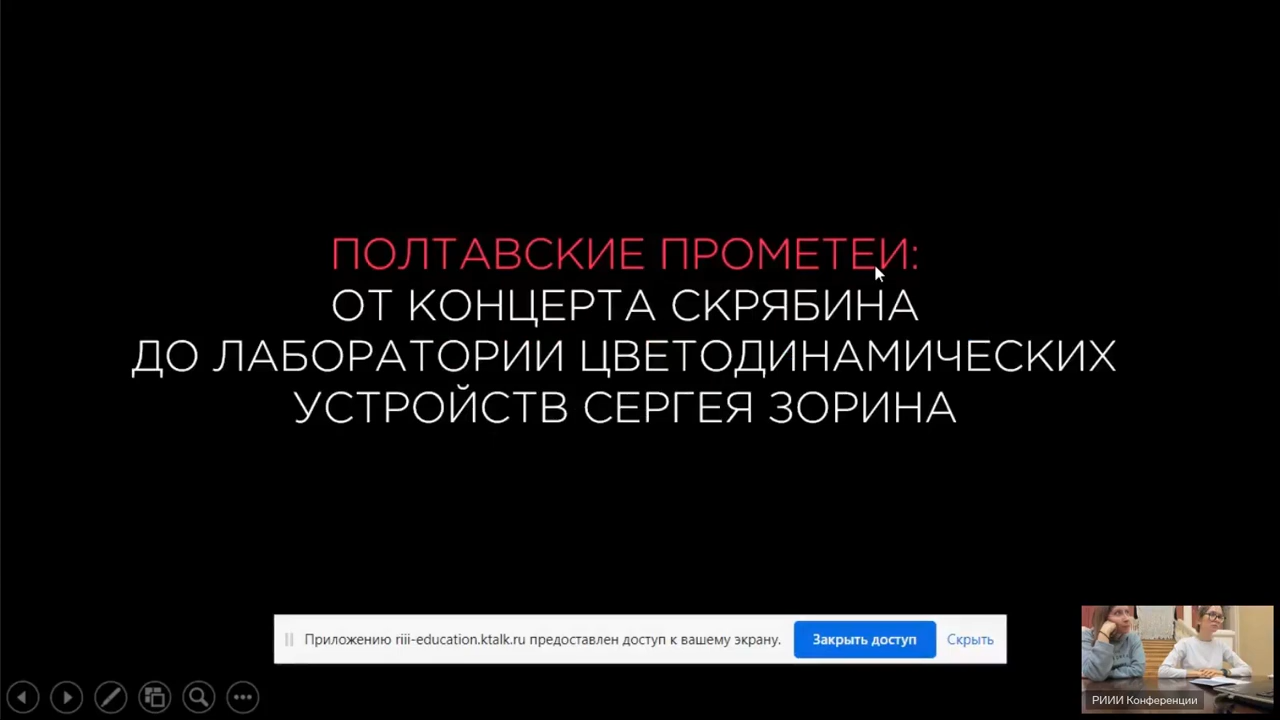 ПОЛТАВСКИЕ ПРОМЕТЕИ:
ОТ КОНЦЕРТА СКРЯБИНА
ДО ЛАБОРАТОРИИ ЦВЕТОДИНАМИЧЕСКИХ
УСТРОЙСТВ СЕРГЕЯ ЗОРИНА
Приложению riii-education.ktalk.ru предоставлен доступ к вашему экрану. Закрыть доступ Скрыть
РИИИ Конференции